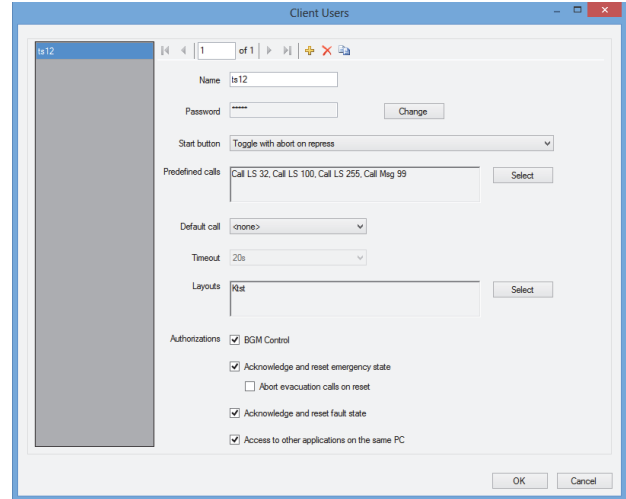 Client Users
ts12
1 of 1
Name ts12
Password *****
Change
Start button Toggle with abort on repress
Predefined calls Call LS 32, Call LS 100, Call LS 255, Call Msg 99
Select
Default call <none>
Timeout 20s
Layouts Ktst
Select
Authorizations BGM Control
Acknowledge and reset emergency state
Abort evacuation calls on reset
Acknowledge and reset fault state
Access to other applications on the same PC
OK Cancel